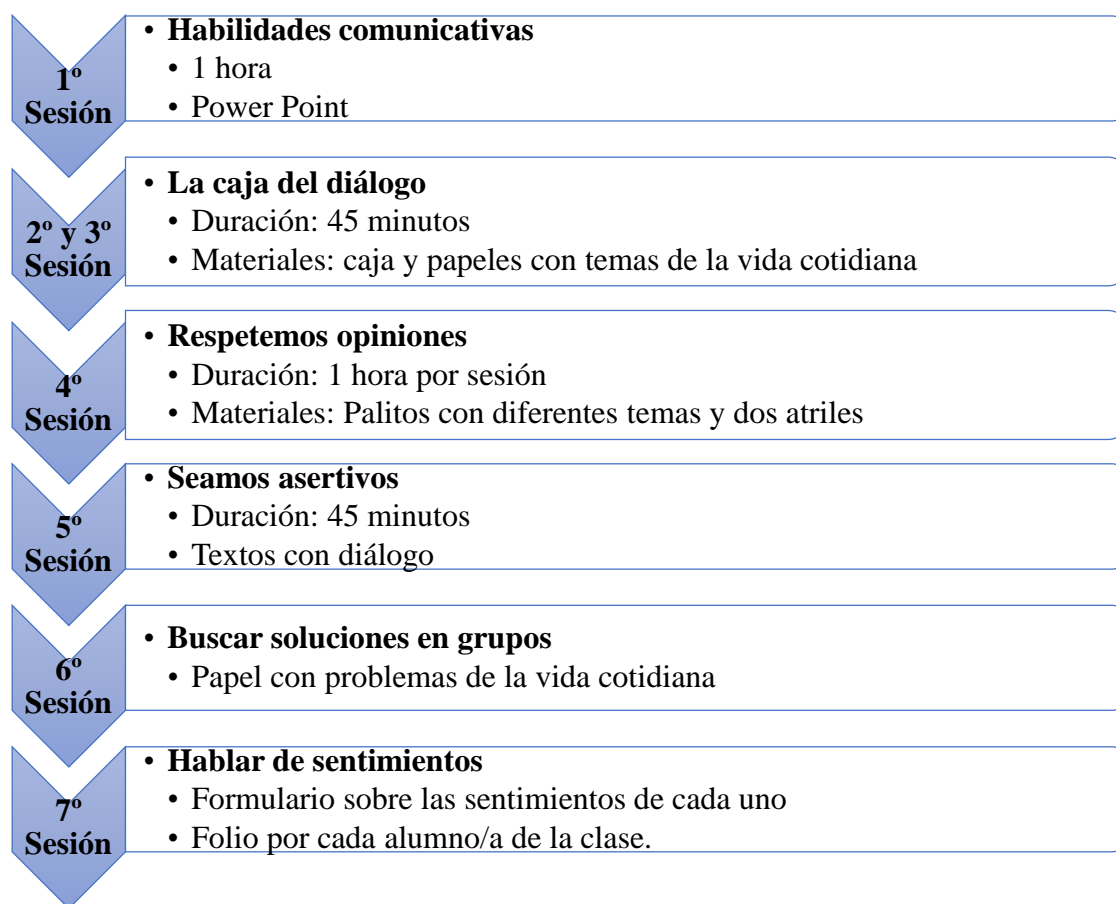 1º
Sesión
• Habilidades comunicativas
• 1 hora
• Power Point
2º y 3º
Sesión
• La caja del diálogo
• Duración: 45 minutos
• Materiales: caja y papeles con temas de la vida cotidiana
4º
Sesión
• Respetemos opiniones
• Duración: 1 hora por sesión
• Materiales: Palitos con diferentes temas y dos atriles
5º
Sesión
• Seamos asertivos
• Duración: 45 minutos
• Textos con diálogo
6º
Sesión
• Buscar soluciones en grupos
• Papel con problemas de la vida cotidiana
7º
Sesión
• Hablar de sentimientos
• Formulario sobre las sentimientos de cada uno
• Folio por cada alumno/a de la clase.